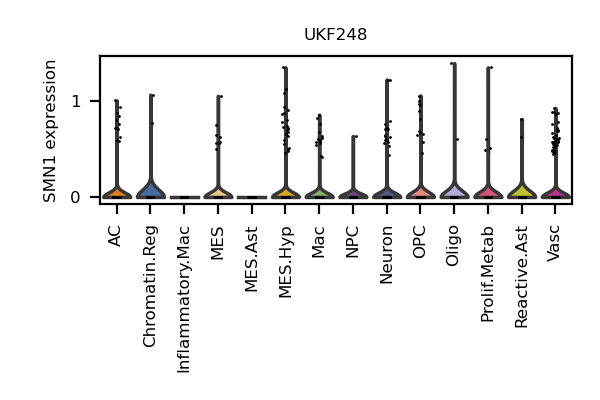 UKF248
SMN1 expression
1
0
AC
Chromatin.Reg
Inflammatory.Mac
MES
MES.Ast
MES.Hyp
Mac
NPC
Neuron
OPC
Oligo
Prolif.Metab
Reactive.Ast
Vasc